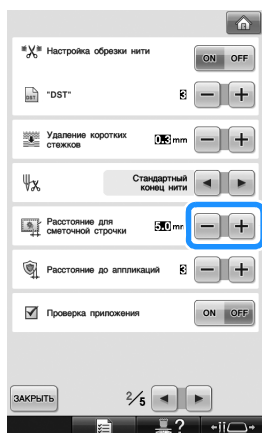 Настройка обрезки нити
ON OFF
DST "DST" 3 − +
Удаление коротких
стежков
0.3 mm − +
Стандартный
конец нити
Расстояние для
сметочной строчки
5.0 mm − +
Расстояние до аппликаций 3 − +
Проверка приложения
ON OFF
ЗАКРЫТЬ 2/5
?